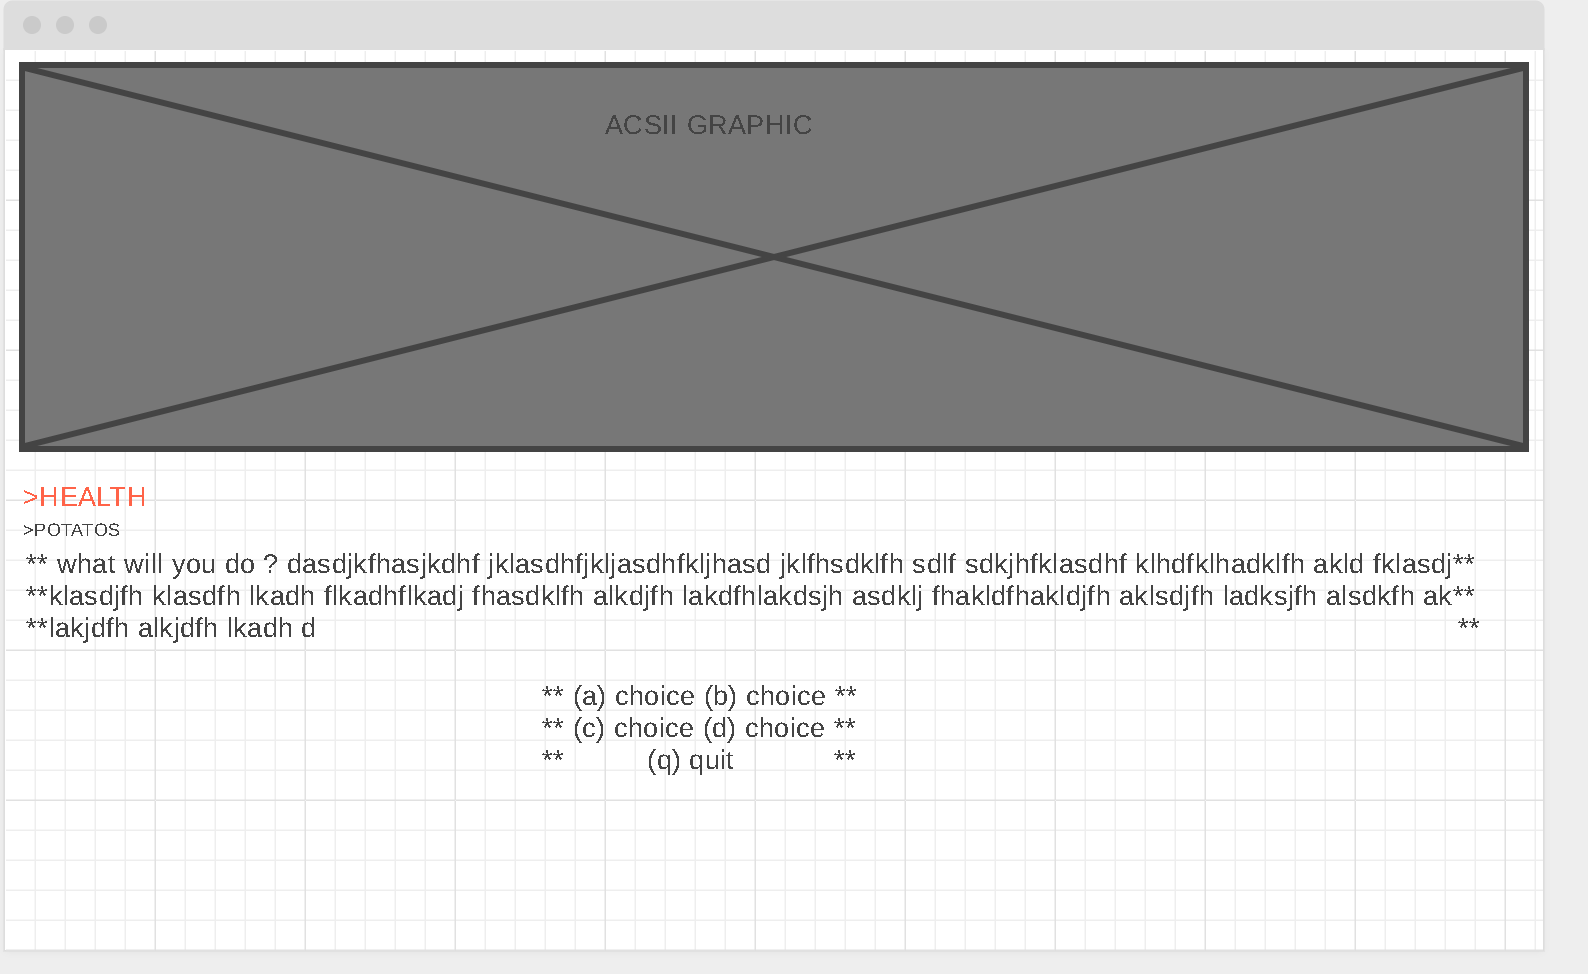 ACSII GRAPHIC
>HEALTH
>POTATOS
** what will you do ? dasdjkfhasjkdhf jklasdhfjkljasdhfkljhasd jklfhsdklfh sdlf sdkjhfklasdhf klhdfklhadklfh akld fklasdj**
**klasdjfh klasdfh lkadh flkadhflkadj fhasdklfh alkdjfh lakdfhlakdsjh asdklj fhakldfhakldjfh aklsdjfh ladksjfh alsdkfh ak**
**lakjdfh alkjdfh lkadh d **
** (a) choice (b) choice **
** (c) choice (d) choice **
** (q) quit **